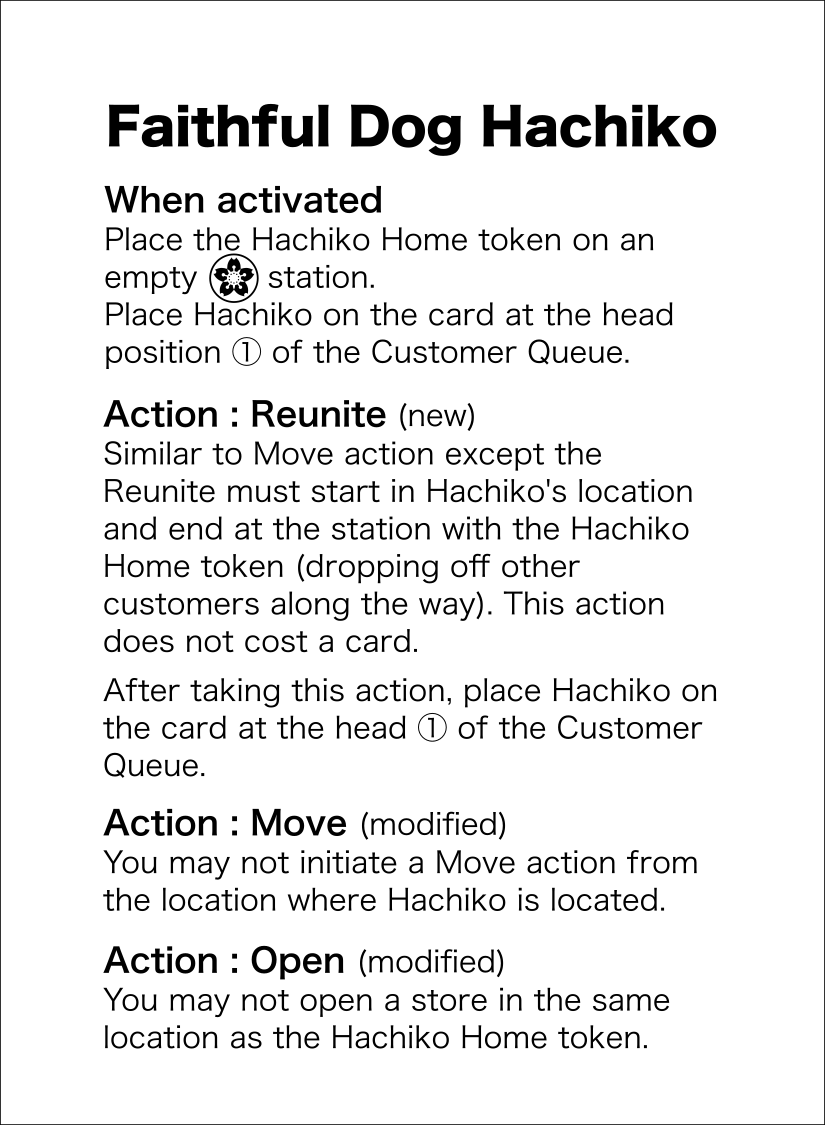 Faithful Dog Hachiko
When activated
Place the Hachiko Home token on an
empty station.
Place Hachiko on the card at the head
position ① of the Customer Queue.
Action : Reunite (new)
Similar to Move action except the
Reunite must start in Hachiko's location
and end at the station with the Hachiko
Home token (dropping off other
customers along the way). This action
does not cost a card.
After taking this action, place Hachiko on
the card at the head ① of the Customer
Queue.
Action : Move (modified)
You may not initiate a Move action from
the location where Hachiko is located.
Action : Open (modified)
You may not open a store in the same
location as the Hachiko Home token.